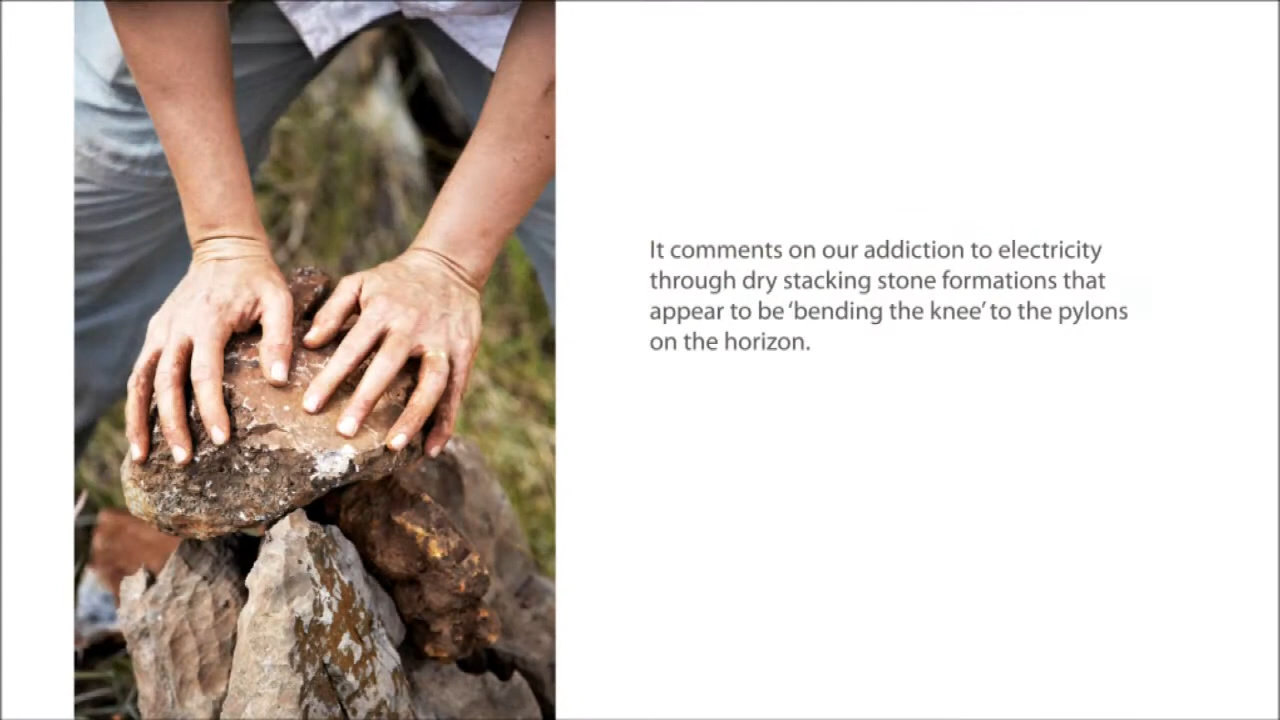 It comments on our addiction to electricity
through dry stacking stone formations that
appear to be ‘bending the knee’ to the pylons
on the horizon.